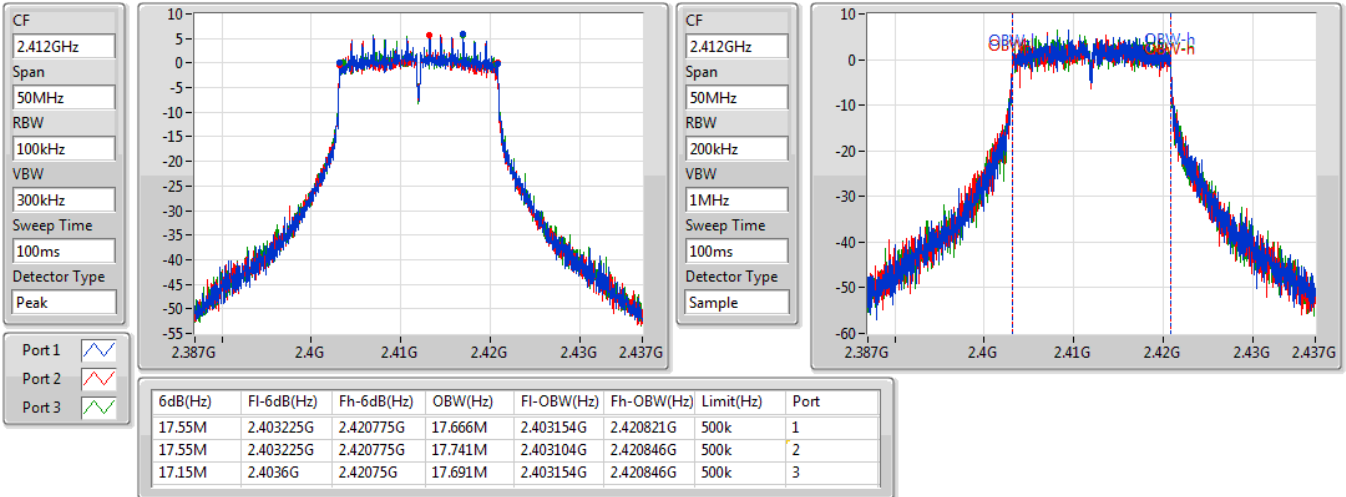 CF
2.412GHz
Span
50MHz
RBW
100kHz
VBW
300kHz
Sweep Time
100ms
Detector Type
Peak
10
5
0
-5
-10
-15
-20
-25
-30
-35
-40
-45
-50
-55
2.387G 2.4G 2.41G 2.42G 2.43G 2.437G
CF
2.412GHz
Span
50MHz
RBW
200kHz
VBW
1MHz
Sweep Time
100ms
Detector Type
Sample
10
0
-10
-20
-30
-40
-50
-60
OBW-h
OBW-h
2.387G 2.4G 2.41G 2.42G 2.43G 2.437G
Port 1
Port 2
Port 3
6dB(Hz) Fl-6dB(Hz) Fh-6dB(Hz) OBW(Hz) Fl-OBW(Hz) Fh-OBW(Hz) Limit(Hz) Port
17.55M 2.403225G 2.420775G 17.666M 2.403154G 2.420821G 500k 1
17.55M 2.403225G 2.420775G 17.741M 2.403104G 2.420846G 500k 2
17.15M 2.4036G 2.42075G 17.691M 2.403154G 2.420846G 500k 3